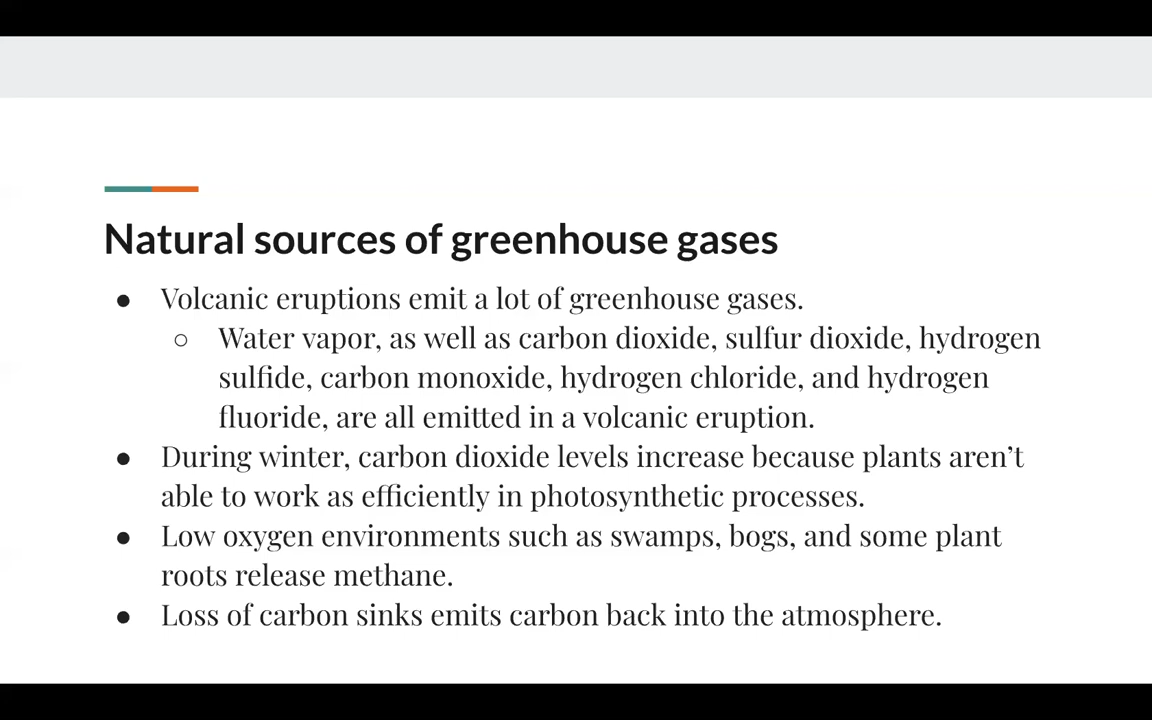 Natural sources of greenhouse gases
● Volcanic eruptions emit a lot of greenhouse gases.
○ Water vapor, as well as carbon dioxide, sulfur dioxide, hydrogen
sulfide, carbon monoxide, hydrogen chloride, and hydrogen
fluoride, are all emitted in a volcanic eruption.
● During winter, carbon dioxide levels increase because plants aren’t
able to work as efficiently in photosynthetic processes.
● Low oxygen environments such as swamps, bogs, and some plant
roots release methane.
● Loss of carbon sinks emits carbon back into the atmosphere.